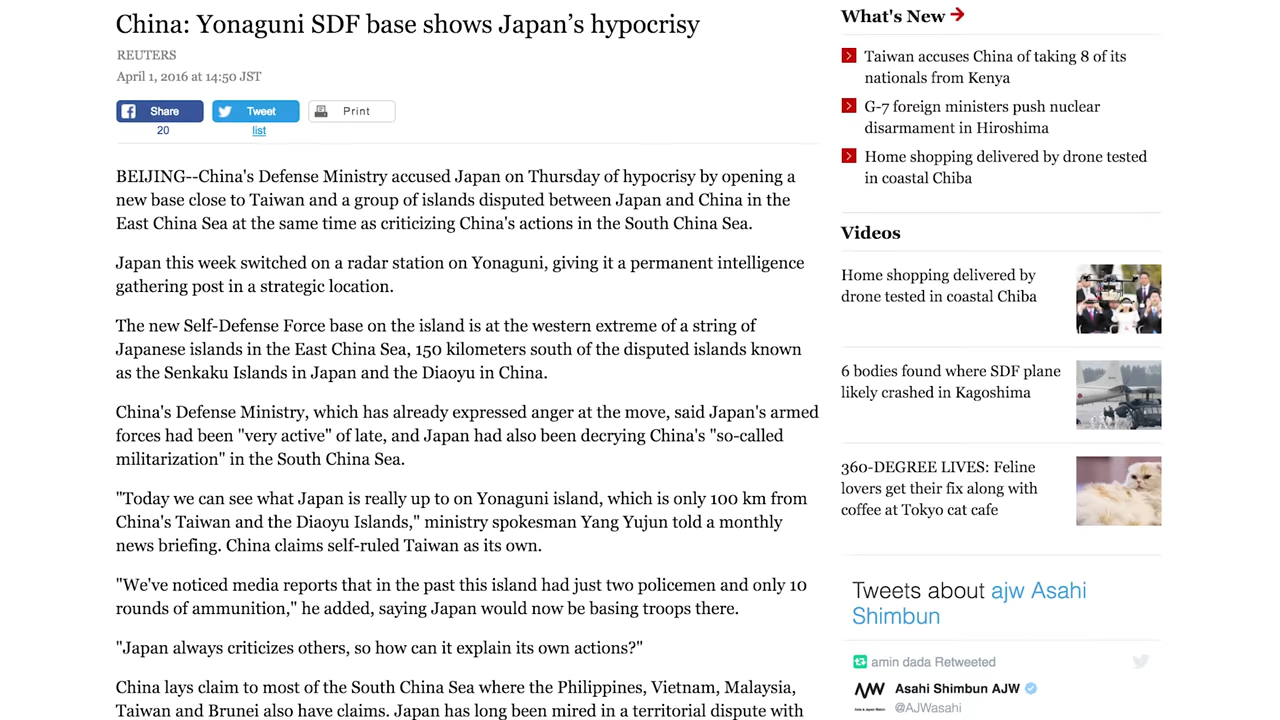 China: Yonaguni SDF base shows Japan’s hypocrisy
REUTERS
April 1, 2016 at 14:50 JST
Share
Tweet
Print
20
list
BEIJING--China's Defense Ministry accused Japan on Thursday of hypocrisy by opening a
new base close to Taiwan and a group of islands disputed between Japan and China in the
East China Sea at the same time as criticizing China's actions in the South China Sea.
Japan this week switched on a radar station on Yonaguni, giving it a permanent intelligence
gathering post in a strategic location.
The new Self-Defense Force base on the island is at the western extreme of a string of
Japanese islands in the East China Sea, 150 kilometers south of the disputed islands known
as the Senkaku Islands in Japan and the Diaoyu in China.
China's Defense Ministry, which has already expressed anger at the move, said Japan's armed
forces had been "very active" of late, and Japan had also been decrying China's "so-called
militarization" in the South China Sea.
"Today we can see what Japan is really up to on Yonaguni island, which is only 100 km from
China's Taiwan and the Diaoyu Islands," ministry spokesman Yang Yujun told a monthly
news briefing. China claims self-ruled Taiwan as its own.
"We've noticed media reports that in the past this island had just two policemen and only 10
rounds of ammunition," he added, saying Japan would now be basing troops there.
"Japan always criticizes others, so how can it explain its own actions?"
China lays claim to most of the South China Sea where the Philippines, Vietnam, Malaysia,
Taiwan and Brunei also have claims. Japan has long been mired in a territorial dispute with
What's New
Taiwan accuses China of taking 8 of its
nationals from Kenya
G-7 foreign ministers push nuclear
disarmament in Hiroshima
Home shopping delivered by drone tested
in coastal Chiba
Videos
Home shopping delivered by
drone tested in coastal Chiba
6 bodies found where SDF plane
likely crashed in Kagoshima
360-DEGREE LIVES: Feline
lovers get their fix along with
coffee at Tokyo cat cafe
Tweets about ajw Asahi
Shimbun
amin dada Retweeted
Asahi Shimbun AJW
@AJWasahi